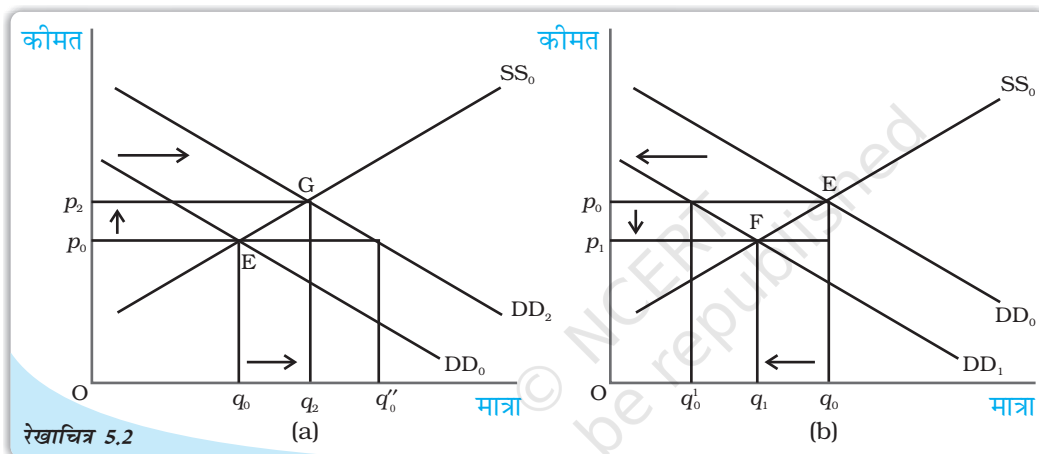 कीमत
SS₀
G
p₂
p₀
E
DD₂
DD₀
O
q₀
q₂
q₀″
मात्रा
(a)
रेखाचित्र 5.2
कीमत
SS₀
E
p₀
F
p₁
DD₀
DD₁
O
q₀¹
q₁
q₀
मात्रा
(b)
© NCERT
be republished